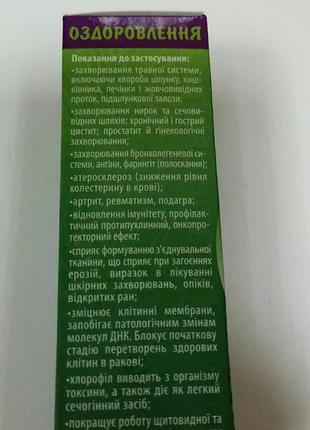 ОЗДОРОВЛЕННЯ
Показання до застосування:
•захворювання травної системи,
включаючи хвороби шлунку, киш-
ківника, печінки і жовчовивідних
проток, підшлункової залози;
•захворювання нирок та сечови-
відних шляхів: хронічний і гострий
цистит; простатит й гінекологічні
захворювання;
•захворювання бронхолегеневої си-
стеми, ангіни, фарингіт (полоскання);
•атеросклероз (зниження рівня
холестерину в крові);
•артрит, ревматизм, подагра;
•відновлення імунітету, профілак-
тичний протипухлинний, онкопро-
текторний ефект;
•сприяє формуванню з'єднувальної
тканини, що сприяє при загоєннях
ерозій, виразок в лікуванні
шкірних захворювань, опіків,
відкритих ран;
•зміцнює клітинні мембрани,
запобігає патологічним змінам
молекул ДНК. Блокує початкову
стадію перетворень здорових
клітин в ракові;
•хлорофіл виводить з організму
токсини, а також діє як легкий
сечогінний засіб;
•покращує роботу щитовидної та